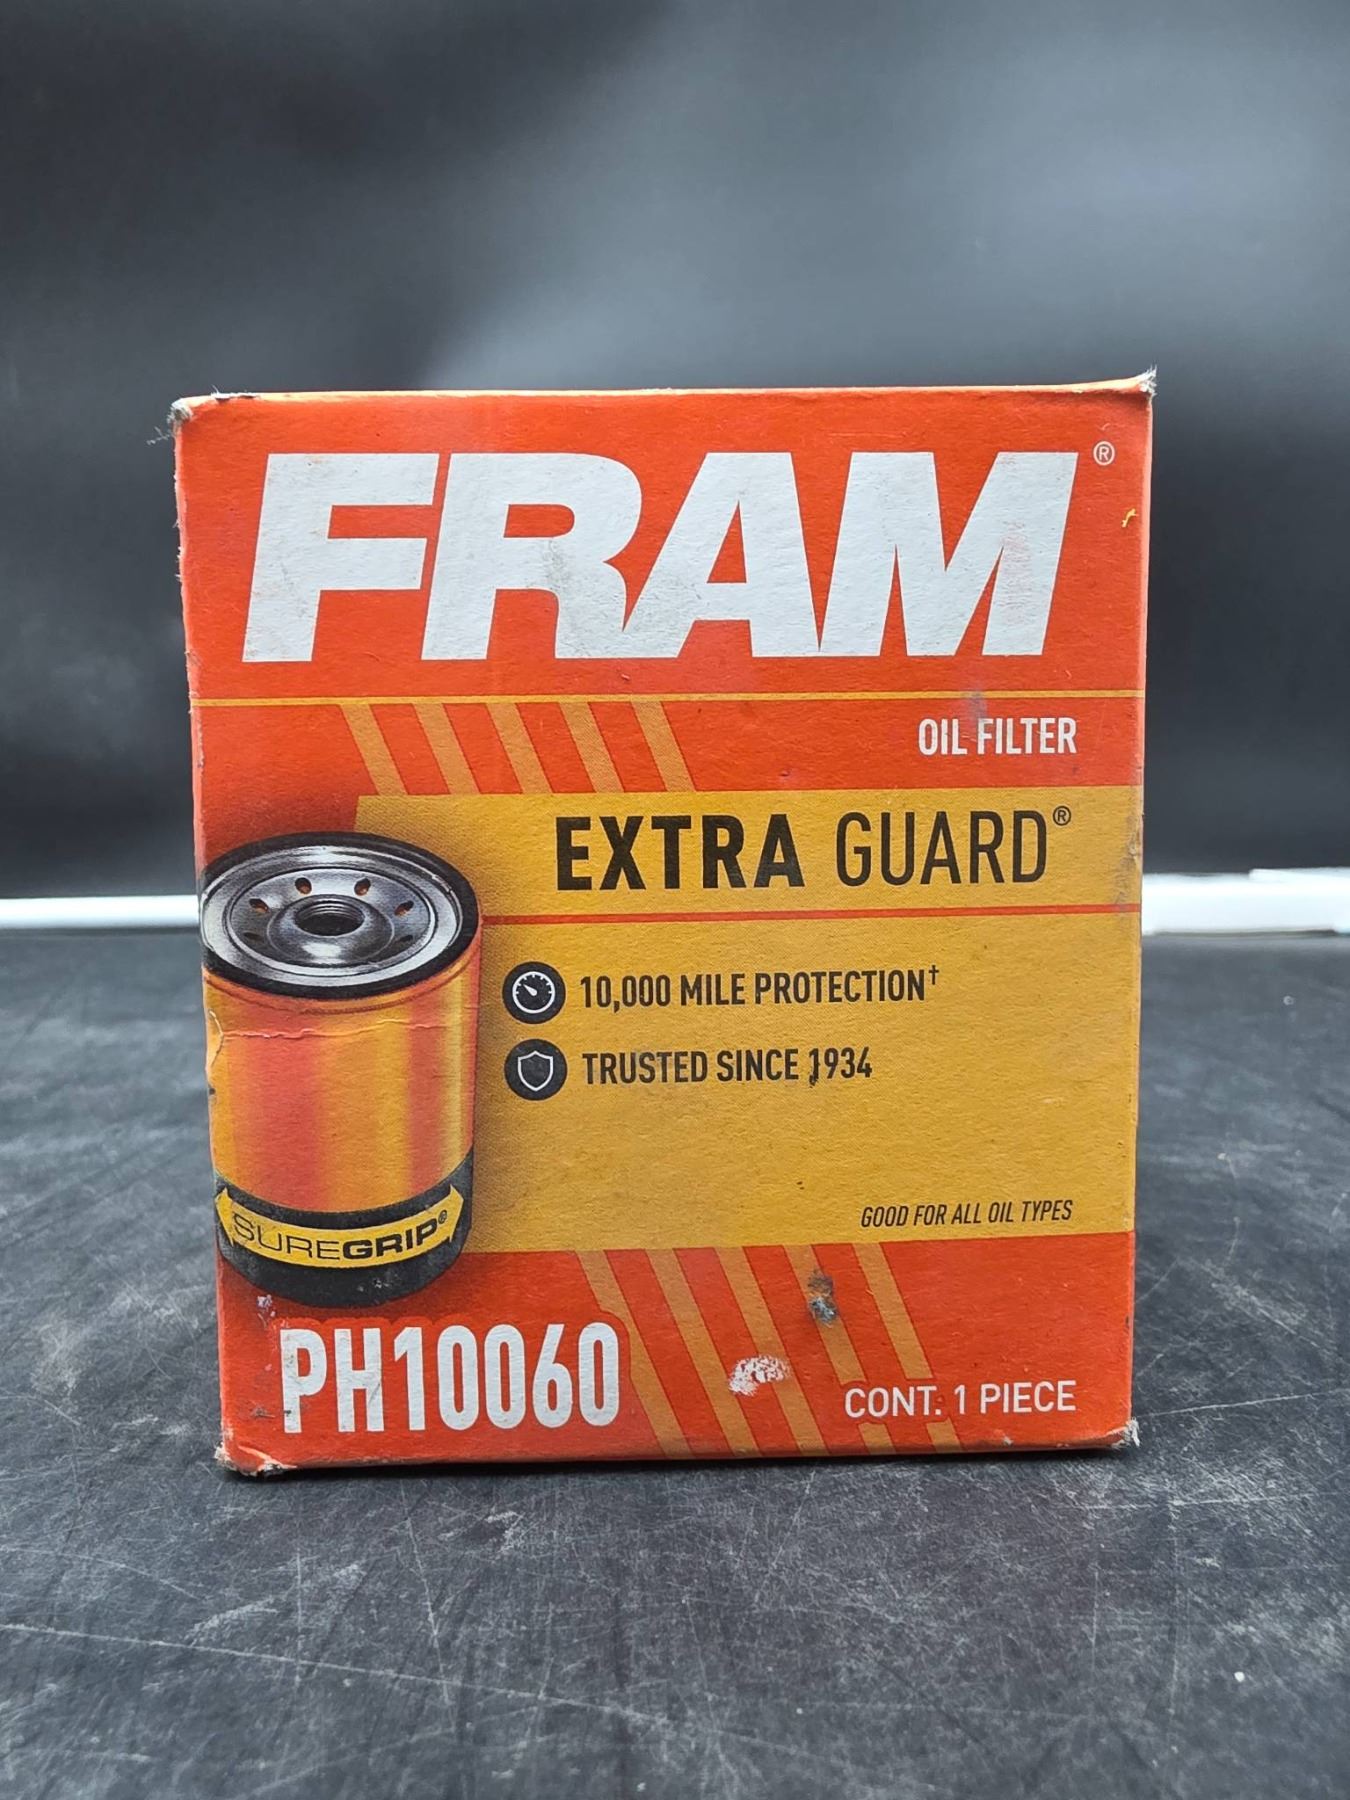 FRAM®
OIL FILTER
EXTRA GUARD®
10,000 MILE PROTECTION†
TRUSTED SINCE 1934
GOOD FOR ALL OIL TYPES
SUREGRIP®
PH10060
CONT. 1 PIECE